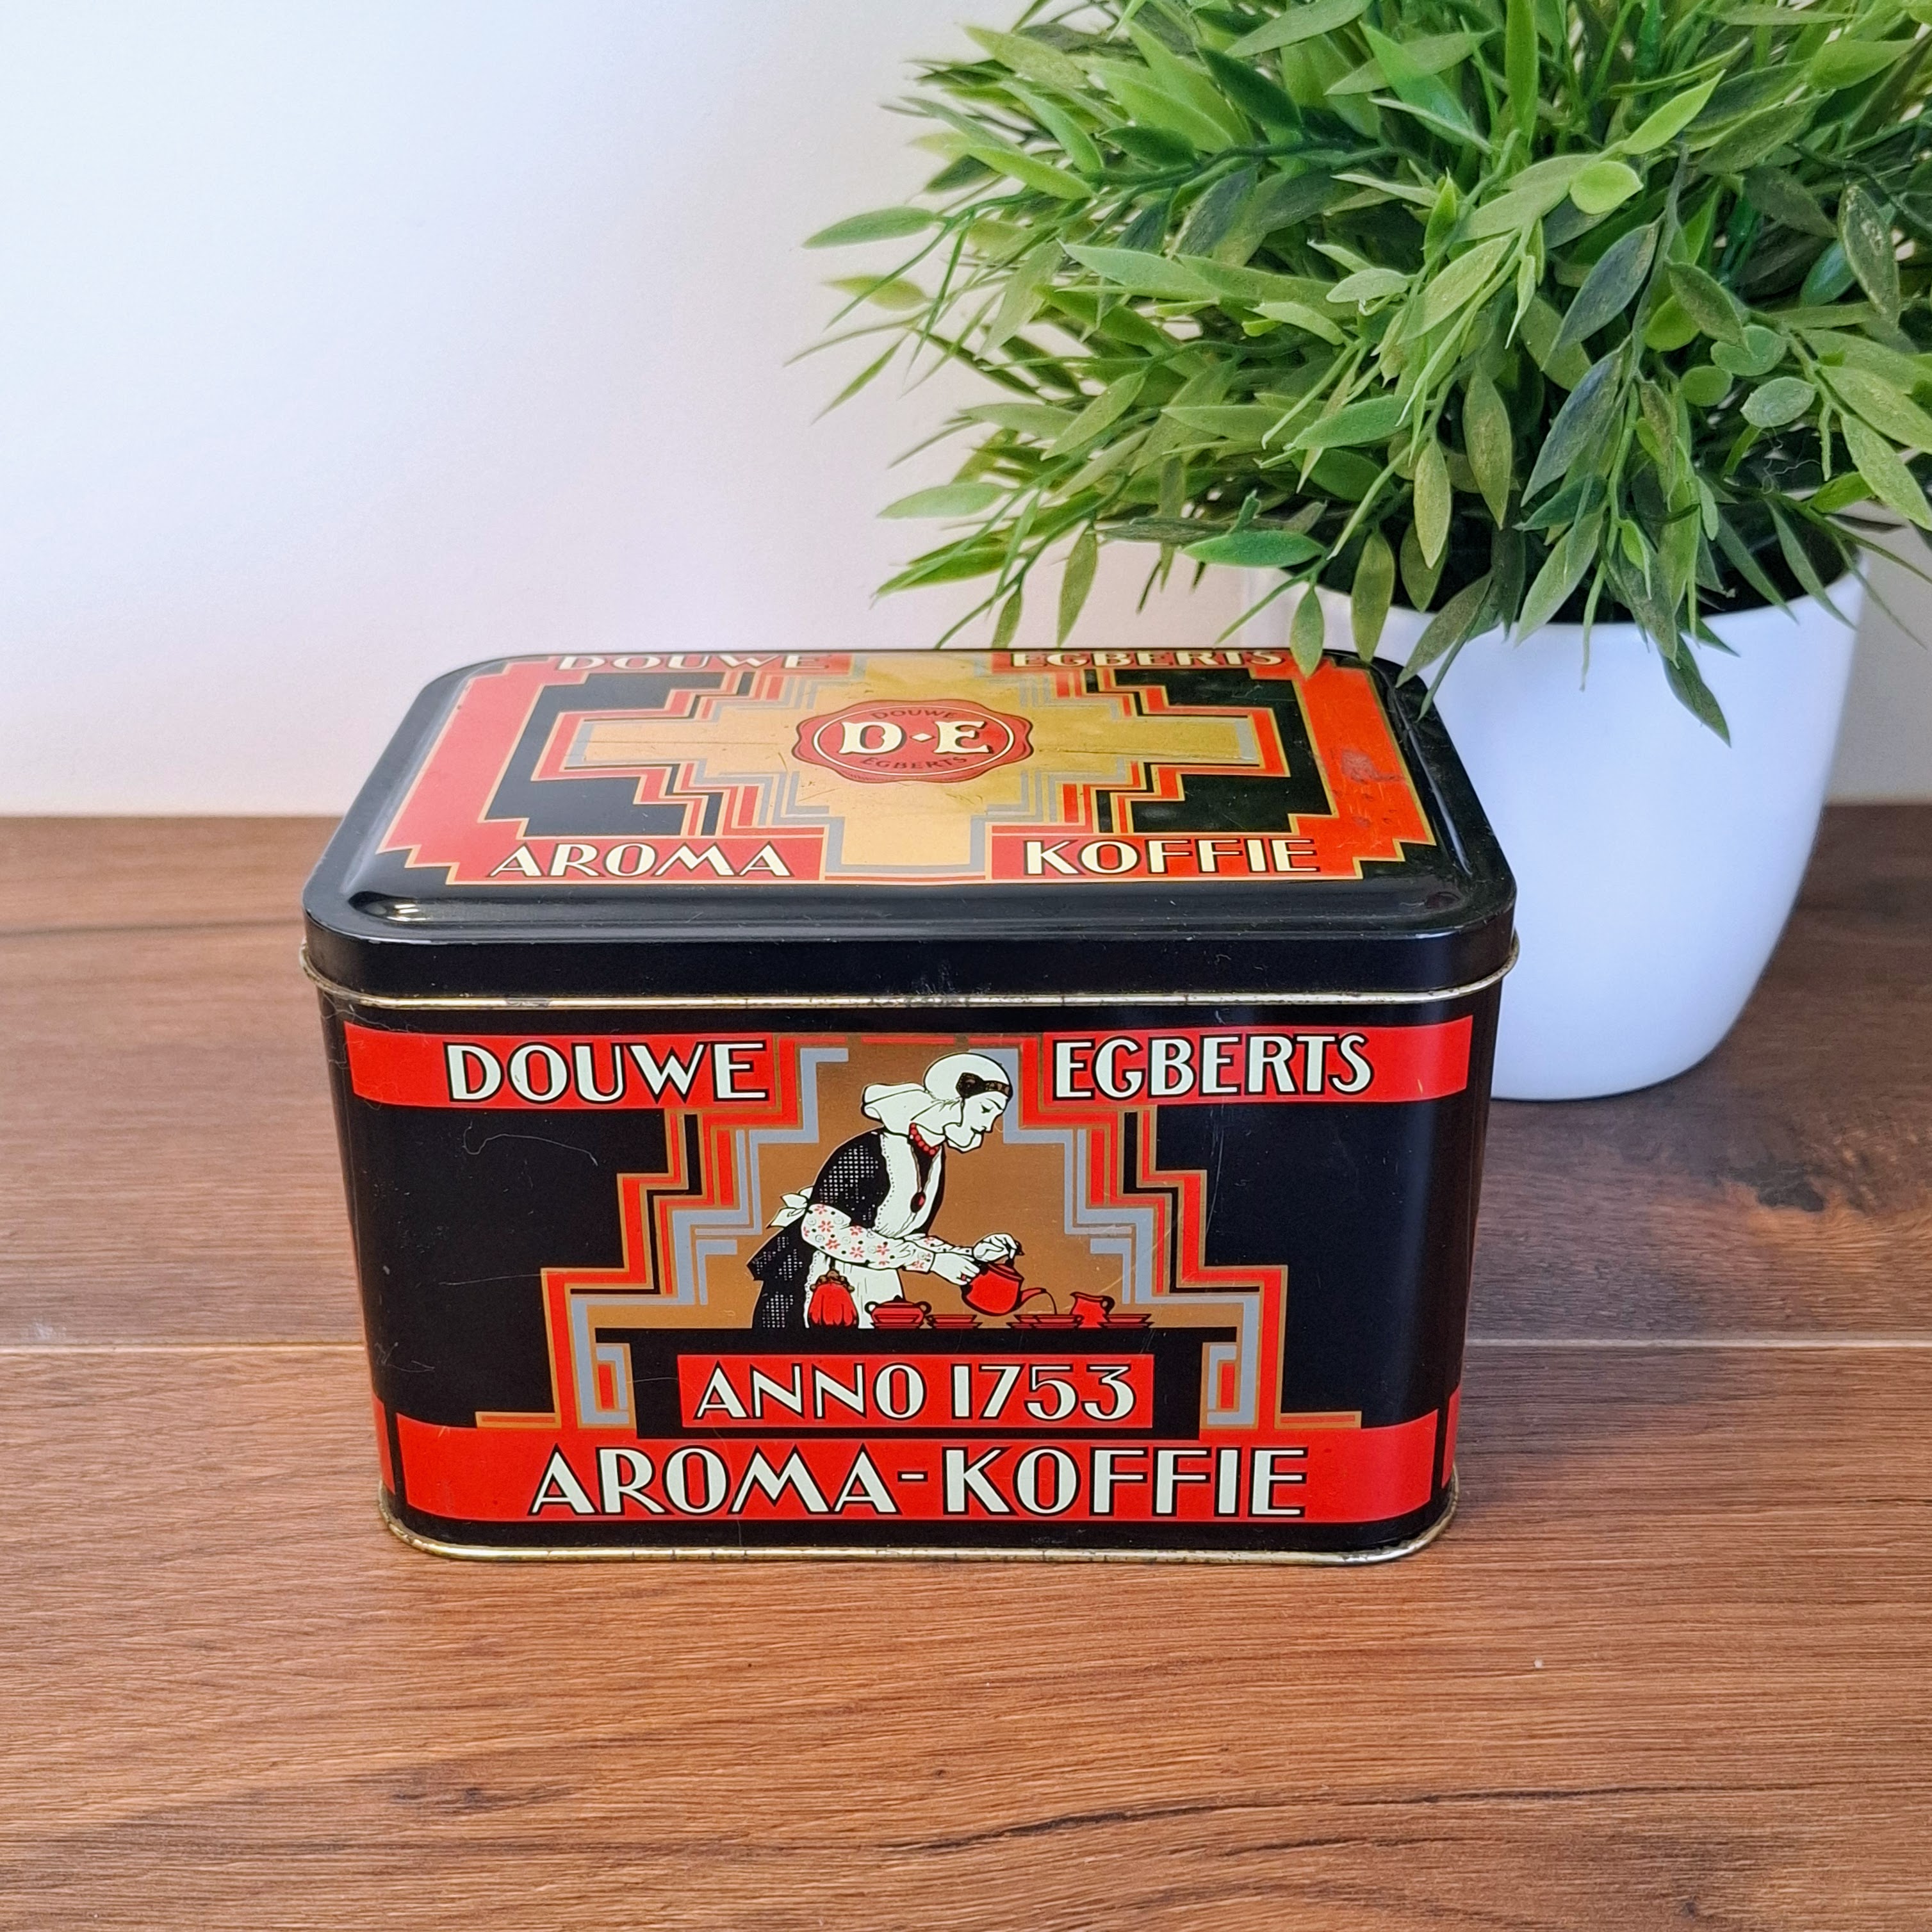 DOUWE EGBERTS
DOUWE
D·E
EGBERTS
AROMA KOFFIE
DOUWE EGBERTS
ANNO 1753
AROMA-KOFFIE